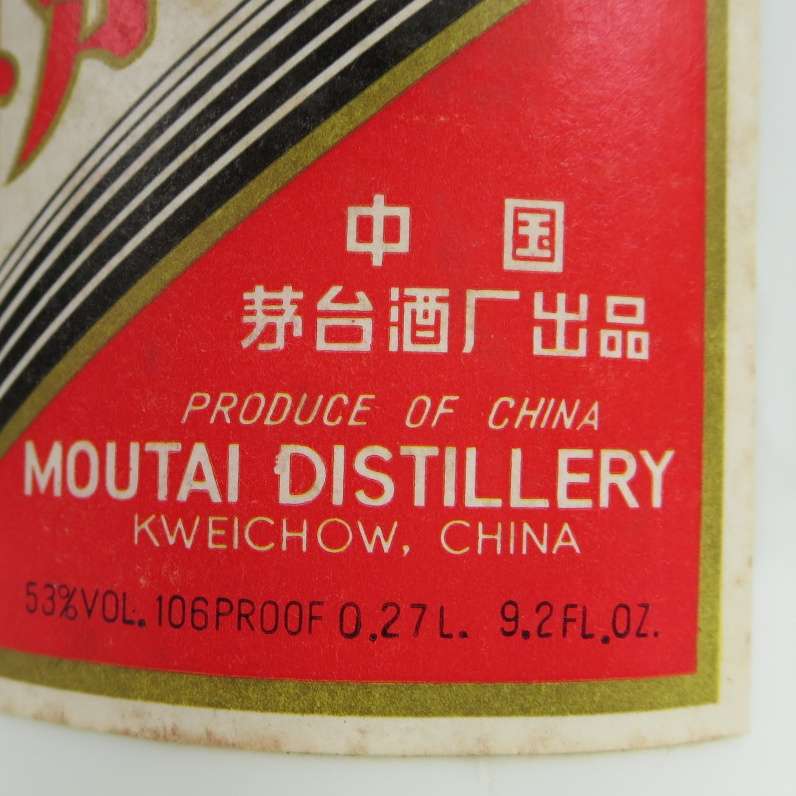 中国
茅台酒厂出品
PRODUCE OF CHINA
MOUTAI DISTILLERY
KWEICHOW, CHINA
53%VOL. 106PROOF 0.27L. 9.2FL.OZ.